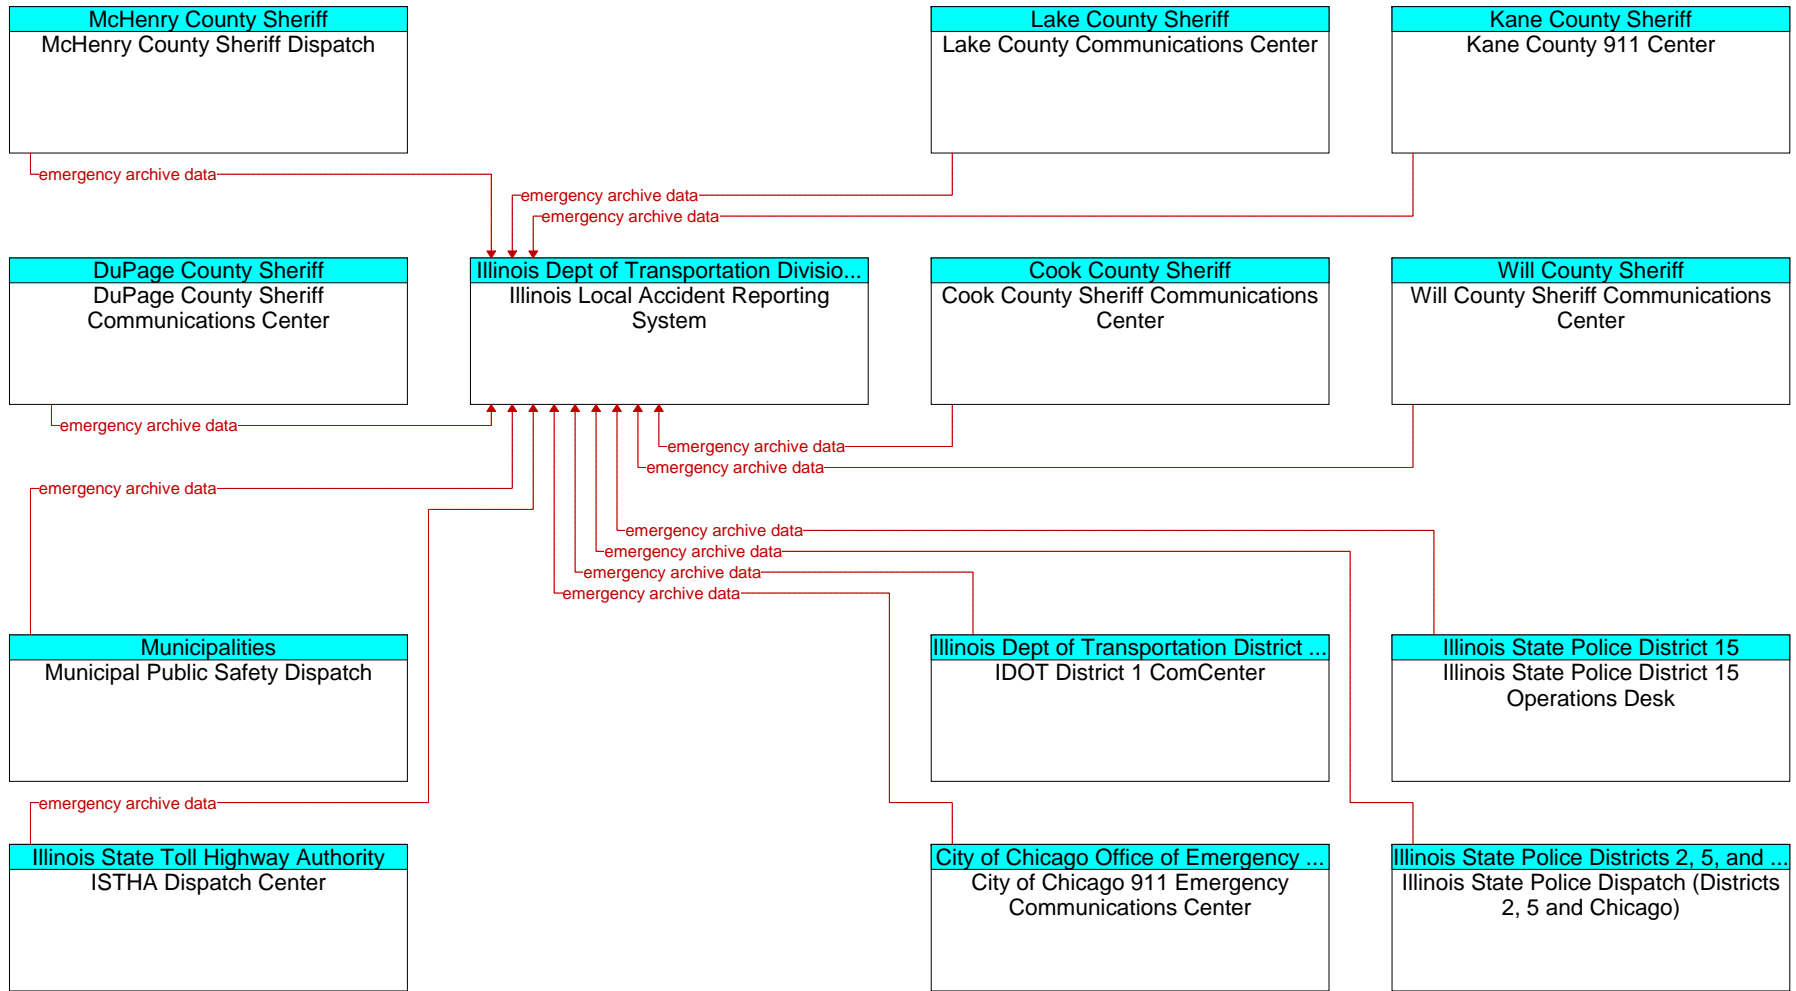 McHenry County Sheriff
McHenry County Sheriff Dispatch
Lake County Sheriff
Lake County Communications Center
Kane County Sheriff
Kane County 911 Center
emergency archive data
emergency archive data
emergency archive data
DuPage County Sheriff
DuPage County Sheriff
Communications Center
Illinois Dept of Transportation Divisio...
Illinois Local Accident Reporting
System
Cook County Sheriff
Cook County Sheriff Communications
Center
Will County Sheriff
Will County Sheriff Communications
Center
emergency archive data
emergency archive data
emergency archive data
emergency archive data
emergency archive data
emergency archive data
emergency archive data
emergency archive data
Municipalities
Municipal Public Safety Dispatch
Illinois Dept of Transportation District ...
IDOT District 1 ComCenter
Illinois State Police District 15
Illinois State Police District 15
Operations Desk
emergency archive data
Illinois State Toll Highway Authority
ISTHA Dispatch Center
City of Chicago Office of Emergency ...
City of Chicago 911 Emergency
Communications Center
Illinois State Police Districts 2, 5, and ...
Illinois State Police Dispatch (Districts
2, 5 and Chicago)